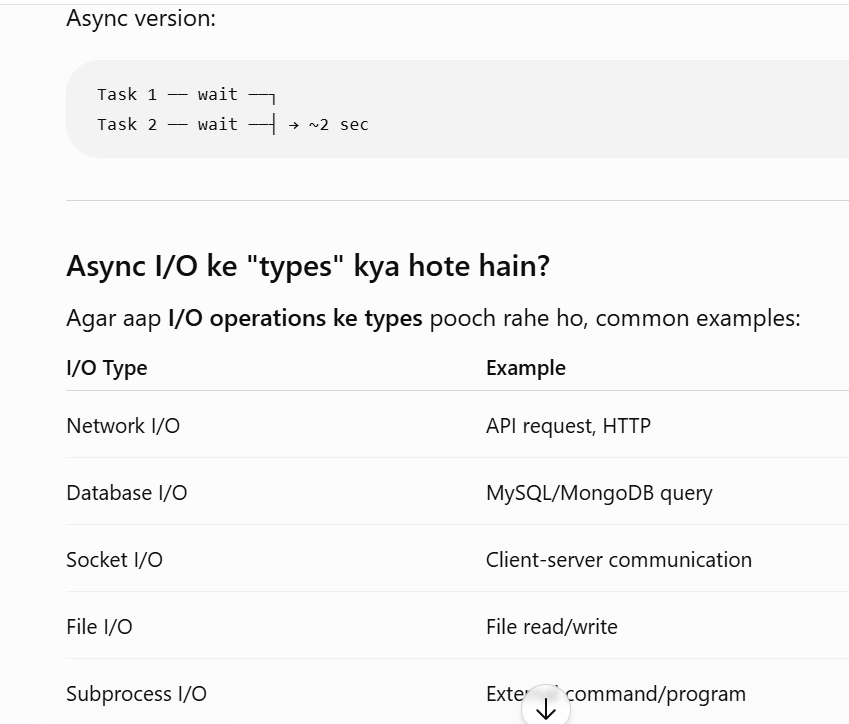 Async version:
Task 1 ── wait ──┐
Task 2 ── wait ──┤ → ~2 sec
Async I/O ke "types" kya hote hain?
Agar aap I/O operations ke types pooch rahe ho, common examples:
I/O Type Example
Network I/O API request, HTTP
Database I/O MySQL/MongoDB query
Socket I/O Client-server communication
File I/O File read/write
Subprocess I/O command/program